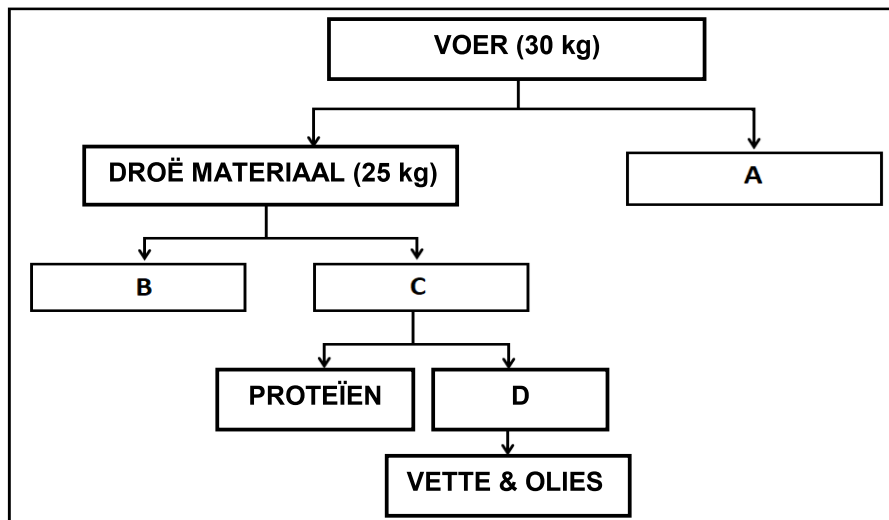 VOER (30 kg)
DROË MATERIAAL (25 kg)
A
B
C
PROTEÏEN
D
VETTE & OLIES